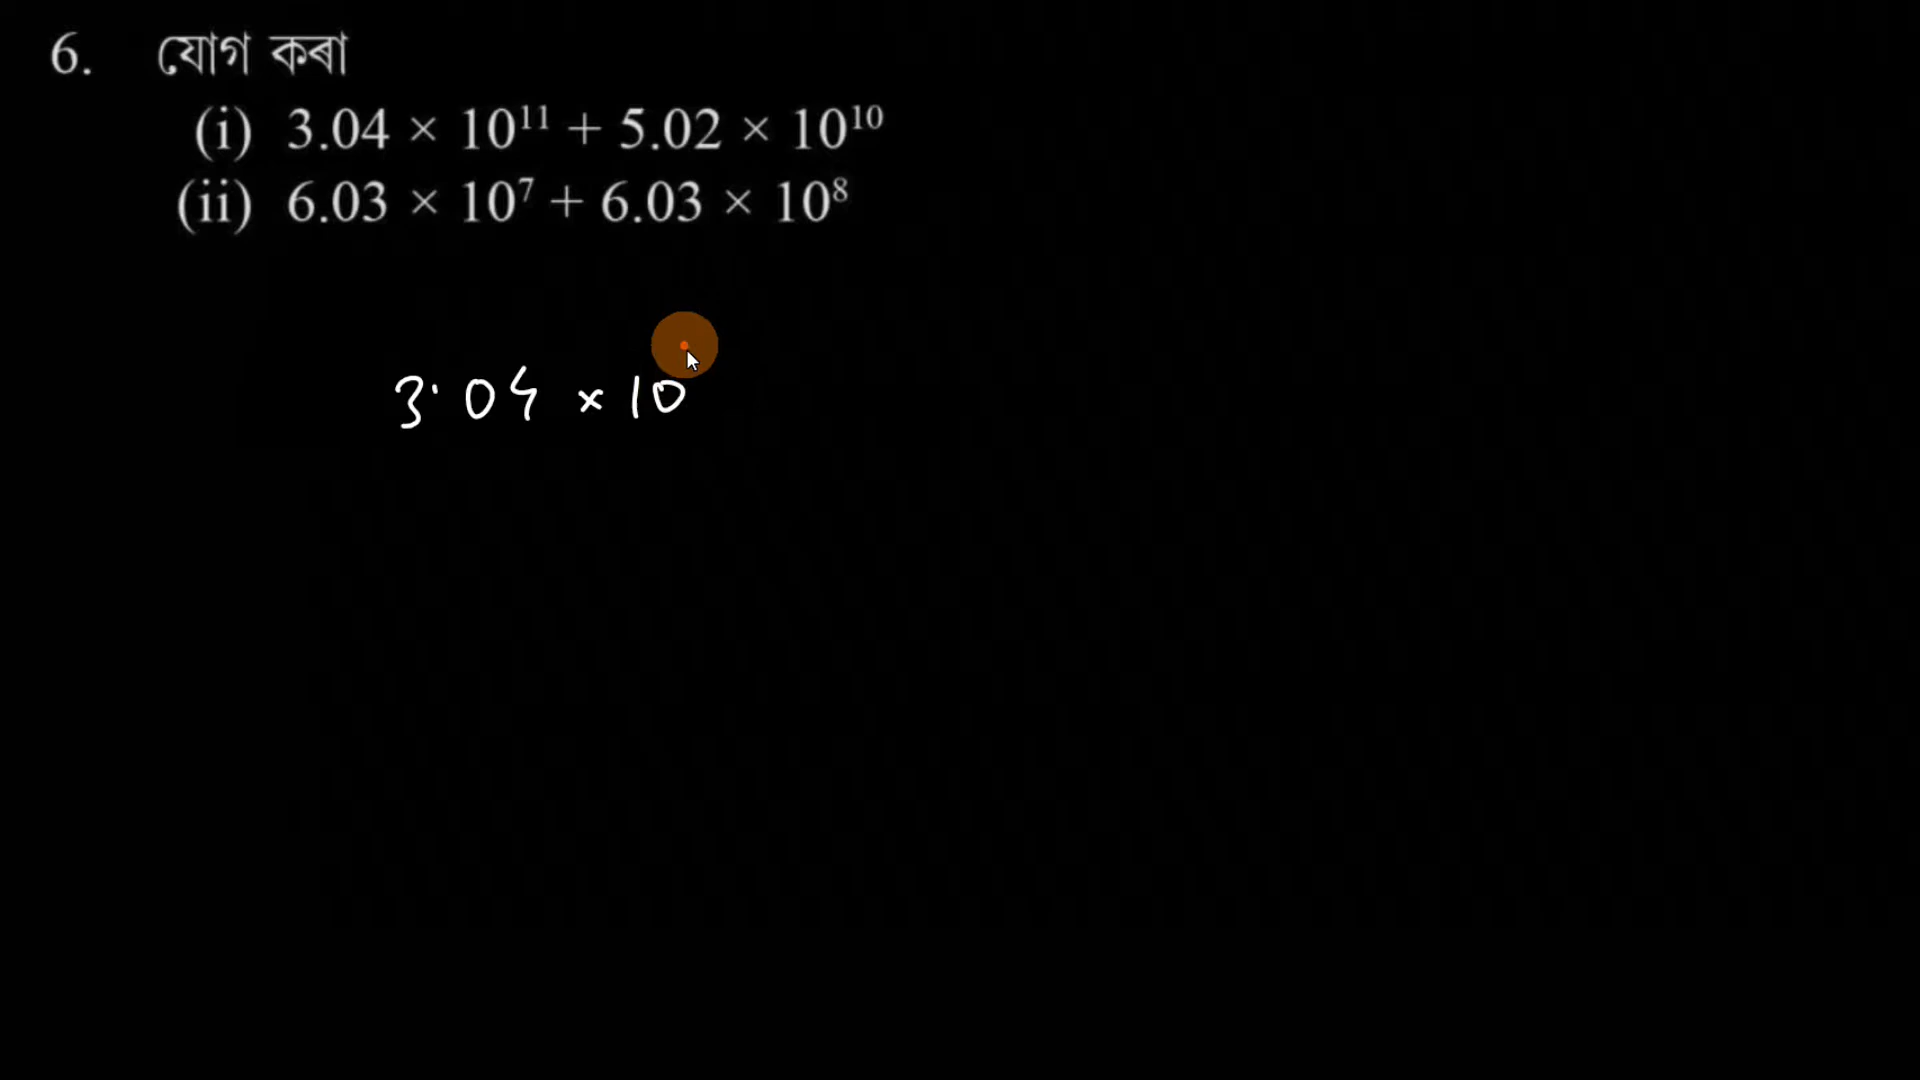 6. যোগ কৰা
(i) 3.04 × 10¹¹ + 5.02 × 10¹⁰
(ii) 6.03 × 10⁷ + 6.03 × 10⁸
3·04 × 10